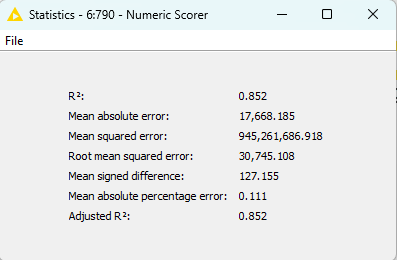 Statistics - 6:790 - Numeric Scorer
File
R²: 0.852
Mean absolute error: 17,668.185
Mean squared error: 945,261,686.918
Root mean squared error: 30,745.108
Mean signed difference: 127.155
Mean absolute percentage error: 0.111
Adjusted R²: 0.852